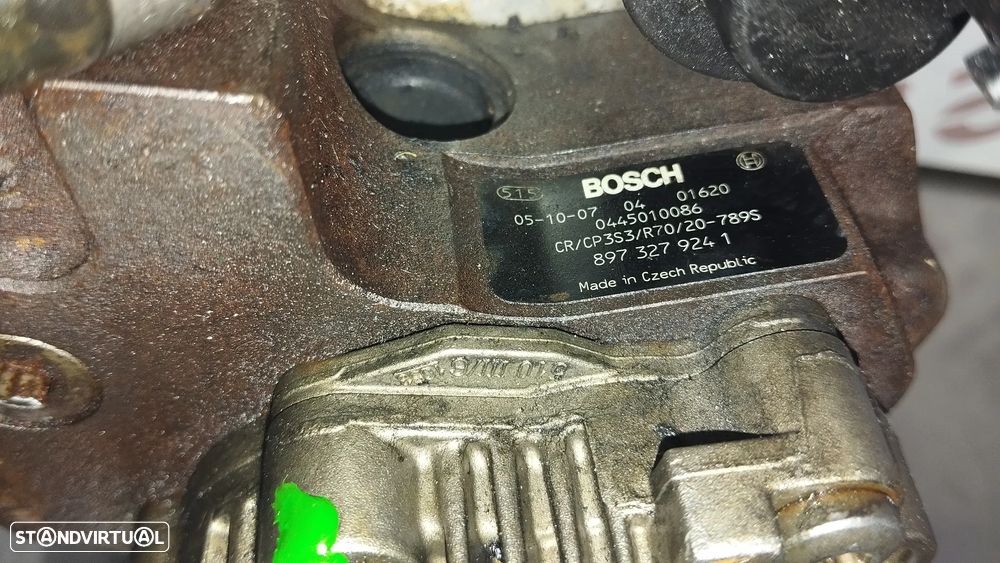 515 BOSCH
05-10-07 04 01620
0445010086
CR/CP3S3/R70/20-789S
897 327 924 1
Made in Czech Republic
STANDVIRTUAL